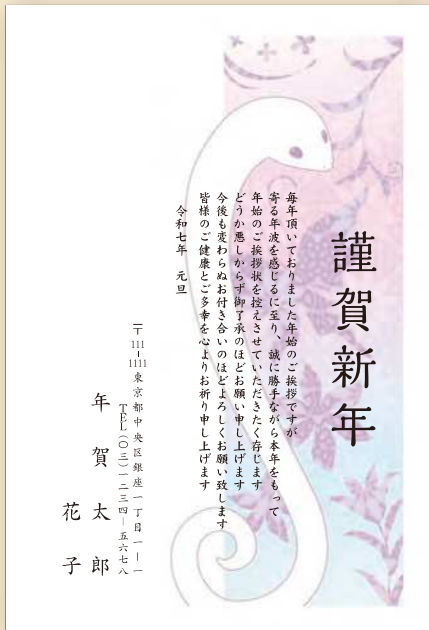 謹賀新年
毎年頂いておりました年始のご挨拶ですが
寄る年波を感じるに至り、誠に勝手ながら本年をもって
年始のご挨拶状を控えさせていただきたく存じます
どうか悪しからず御了承のほどお願い申し上げます
今後も変わらぬお付き合いのほどよろしくお願い致します
皆様のご健康とご多幸を心よりお祈り申し上げます
令和七年 元旦
〒111-1111東京都中央区銀座一丁目一ー一
TEL(〇三)一二三四ー五六七八
年賀太郎
花子